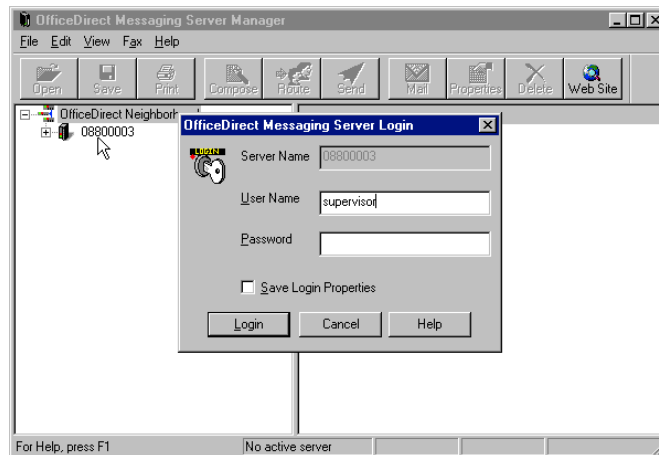 OfficeDirect Messaging Server Manager
File Edit View Fax Help
Open Save Print Compose Route Send Mail Properties Delete Web Site
OfficeDirect Neighborh
08800003
OfficeDirect Messaging Server Login
LOGIN
Server Name 08800003
User Name supervisor
Password
Save Login Properties
Login Cancel Help
For Help, press F1 No active server